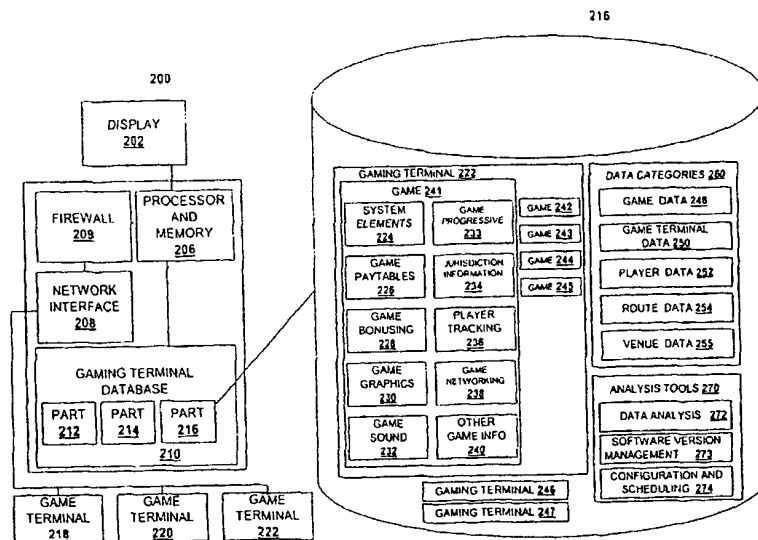 216
200
DISPLAY
202
FIREWALL
209
PROCESSOR
AND
MEMORY
206
NETWORK
INTERFACE
208
GAMING TERMINAL
DATABASE
PART
212
PART
214
PART
216
210
GAME
TERMINAL
218
GAME
TERMINAL
220
GAME
TERMINAL
222
GAMING TERMINAL 222
GAME 241
SYSTEM
ELEMENTS
224
GAME
PROGRESSIVE
233
GAME
PAYTABLES
226
JURISDICTION
INFORMATION
234
GAME
BONUSING
228
PLAYER
TRACKING
236
GAME
GRAPHICS
230
GAME
NETWORKING
238
GAME
SOUND
232
OTHER
GAME INFO
240
GAME 242
GAME 243
GAME 244
GAME 245
GAMING TERMINAL 246
GAMING TERMINAL 247
DATA CATEGORIES 260
GAME DATA 248
GAME TERMINAL
DATA 250
PLAYER DATA 252
ROUTE DATA 254
VENUE DATA 255
ANALYSIS TOOLS 270
DATA ANALYSIS 272
SOFTWARE VERSION
MANAGEMENT 273
CONFIGURATION AND
SCHEDULING 274